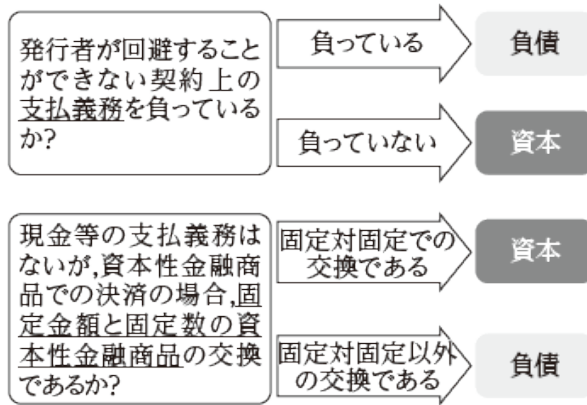 発行者が回避すること
ができない契約上の
支払義務を負っている
か?
負っている
負債
負っていない
資本
現金等の支払義務は
ないが,資本性金融商
品での決済の場合,固
定金額と固定数の資
本性金融商品の交換
であるか?
固定対固定での
交換である
資本
固定対固定以外
の交換である
負債